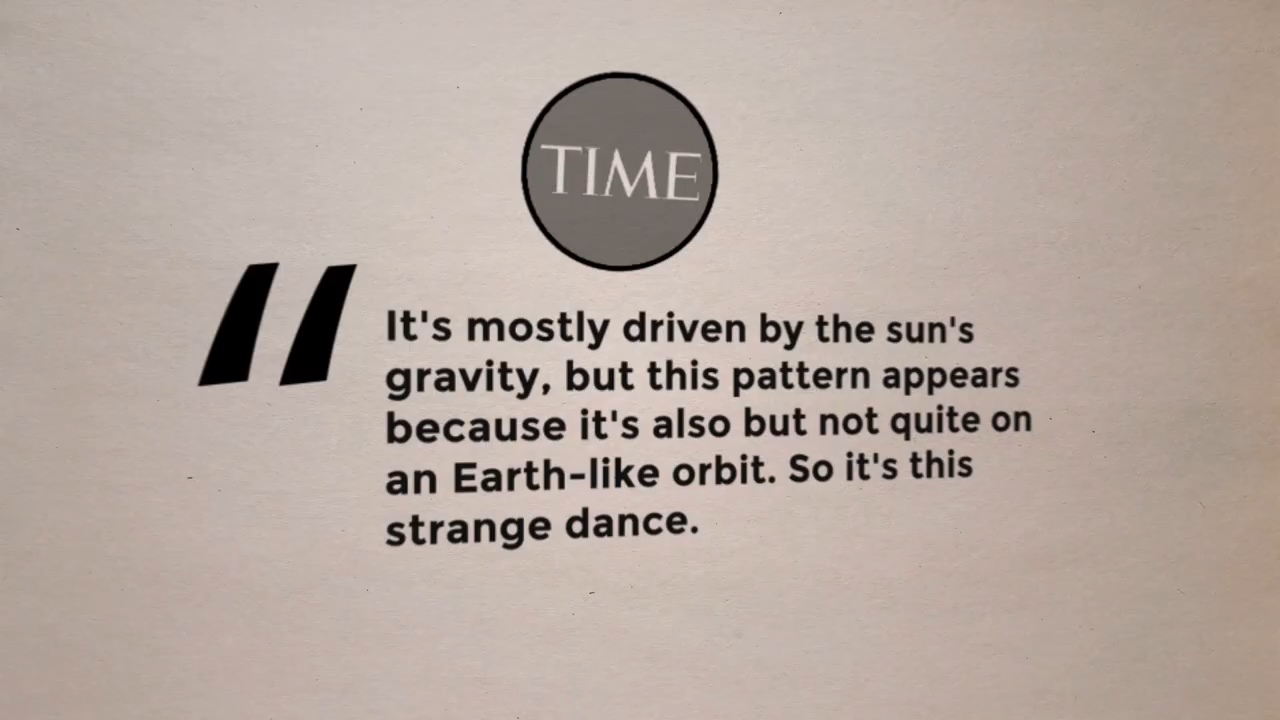 TIME
It's mostly driven by the sun's
gravity, but this pattern appears
because it's also but not quite on
an Earth-like orbit. So it's this
strange dance.